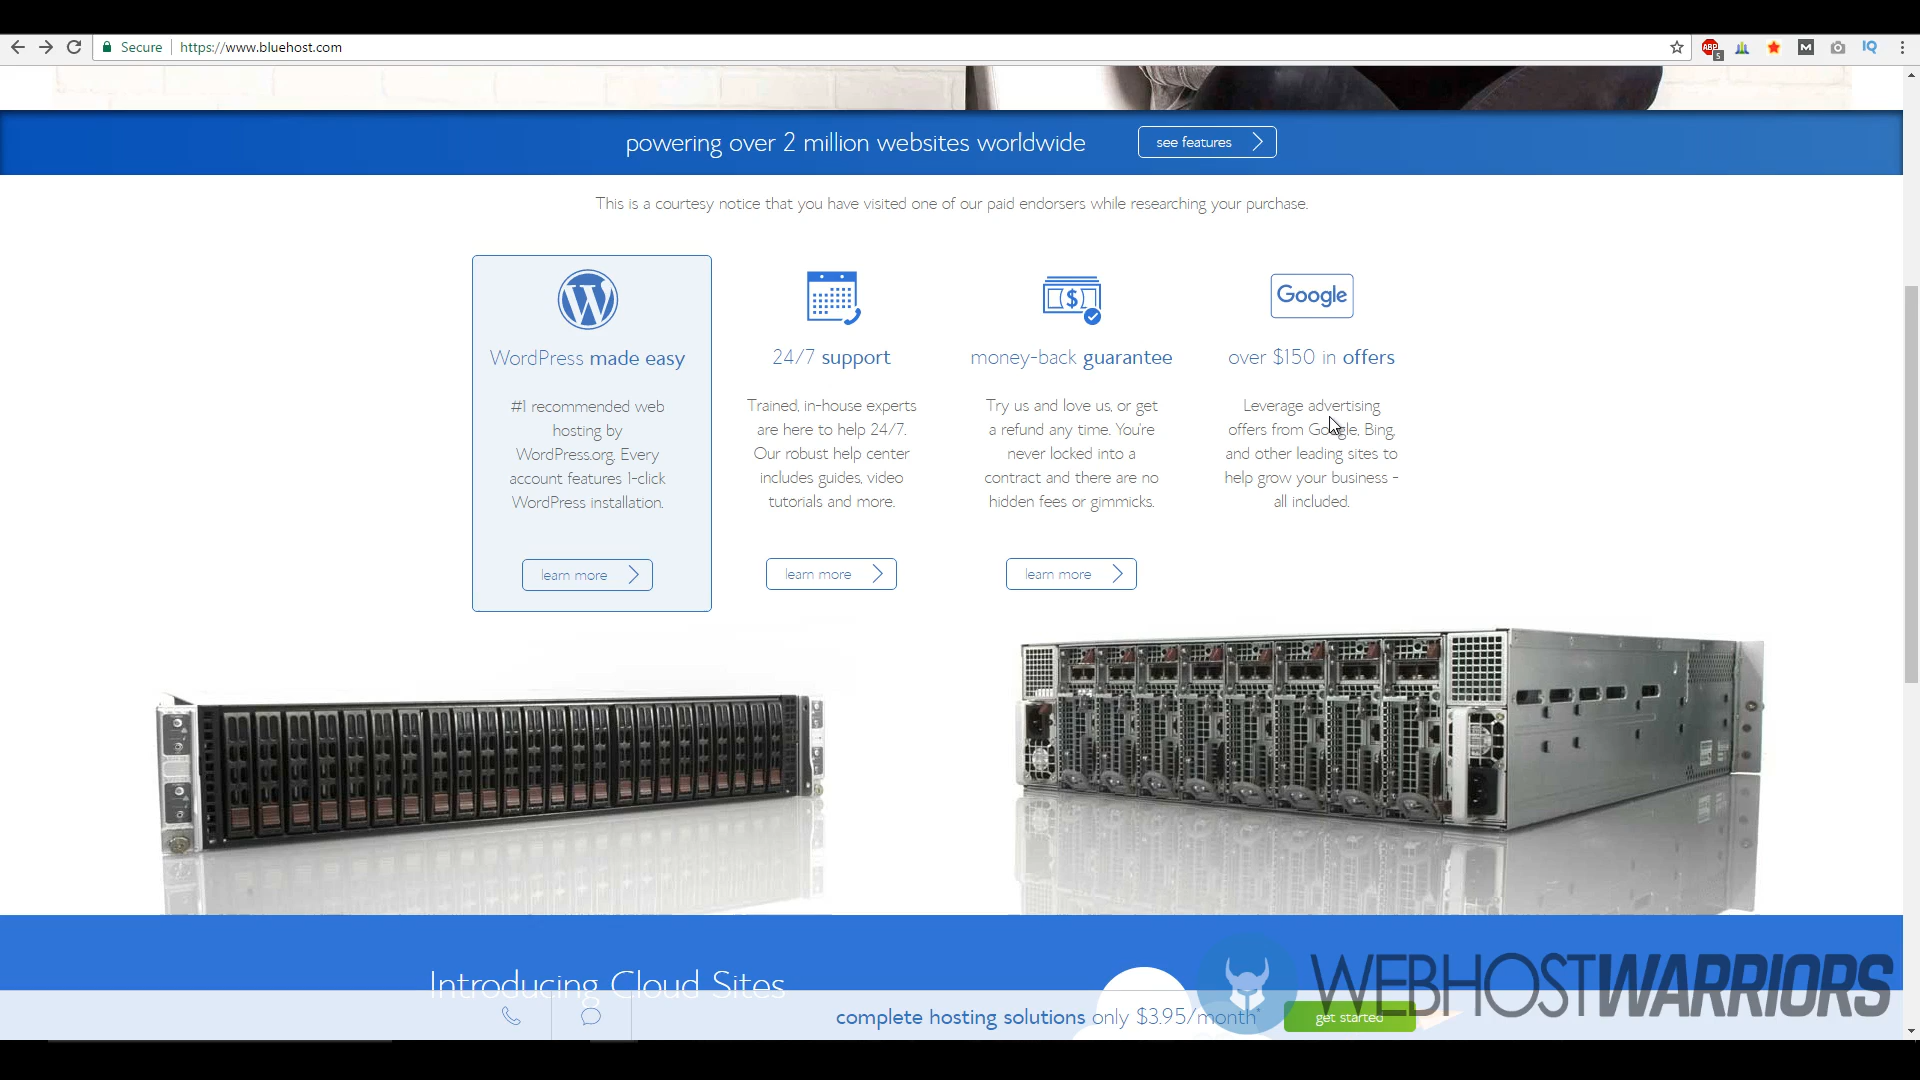 Secure https://www.bluehost.com
ABP 5 M IQ
powering over 2 million websites worldwide
see features
This is a courtesy notice that you have visited one of our paid endorsers while researching your purchase.
WordPress made easy
#1 recommended web
hosting by
WordPress.org. Every
account features 1-click
WordPress installation.
learn more
24/7 support
Trained, in-house experts
are here to help 24/7.
Our robust help center
includes guides, video
tutorials and more.
learn more
$
money-back guarantee
Try us and love us, or get
a refund any time. You're
never locked into a
contract and there are no
hidden fees or gimmicks.
learn more
Google
over $150 in offers
Leverage advertising
offers from Google, Bing,
and other leading sites to
help grow your business -
all included.
Introducing Cloud Sites
complete hosting solutions only $3.95/month
get started
WEBHOSTWARRIORS